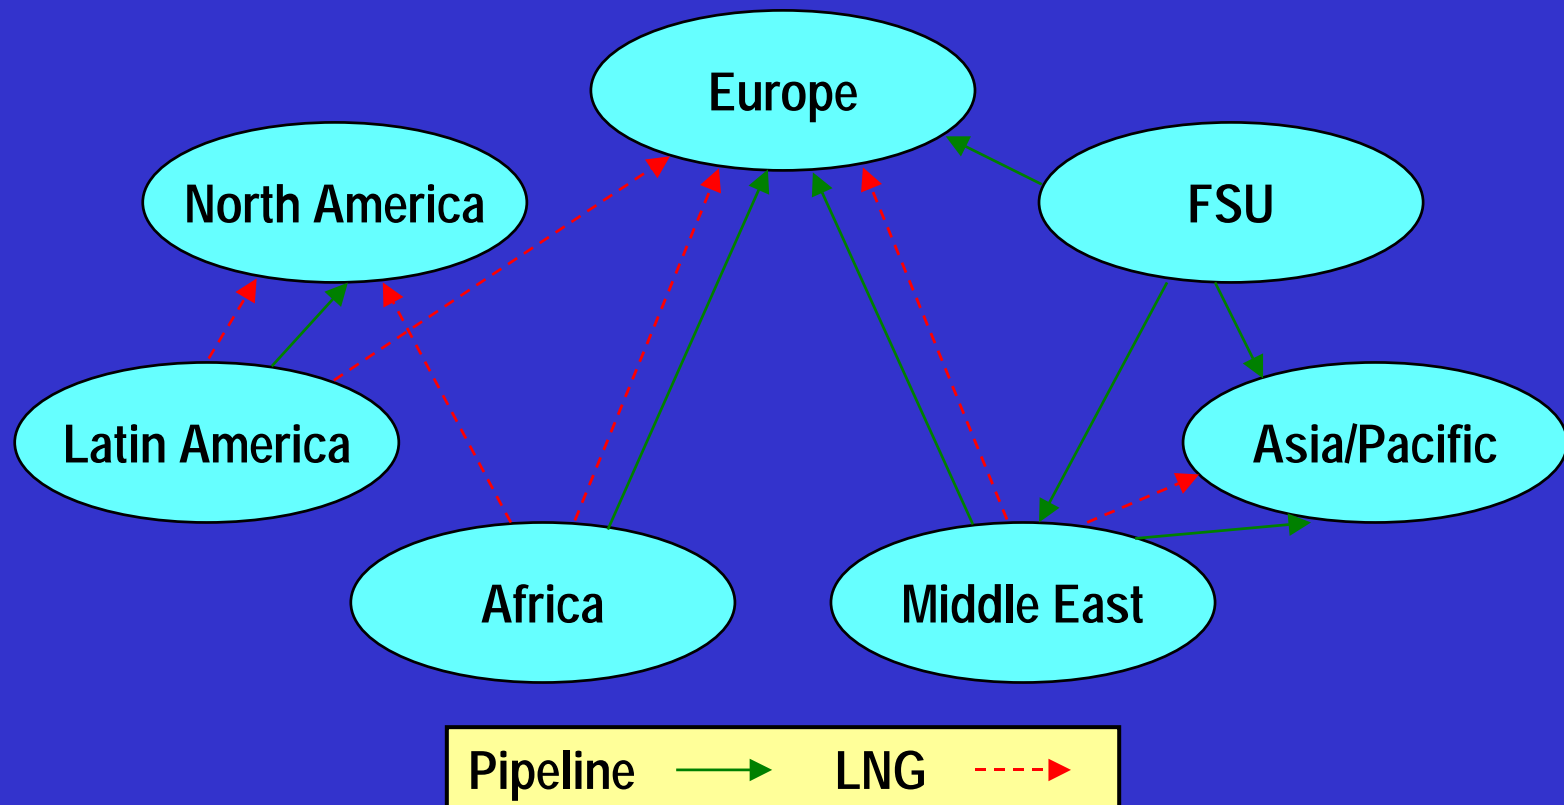 Europe
North America
FSU
Latin America
Asia/Pacific
Africa
Middle East
Pipeline LNG